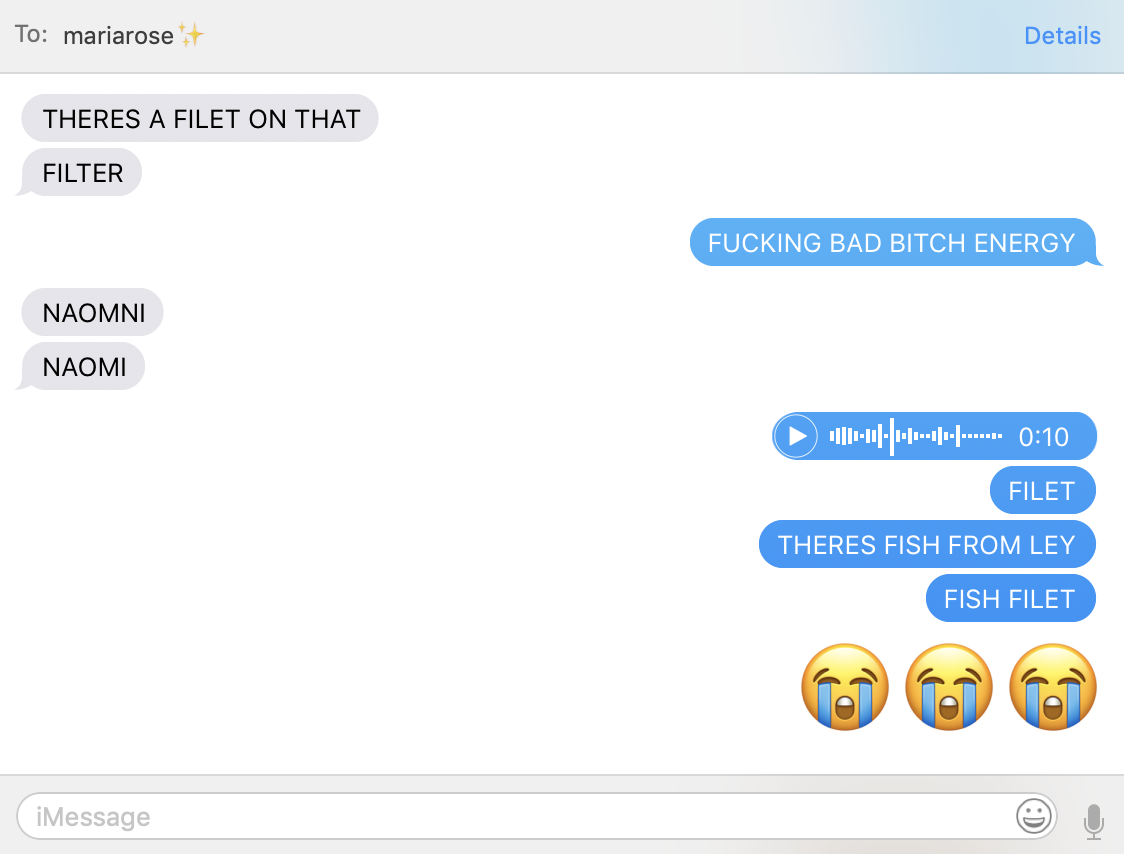 To: mariarose✨ Details
THERES A FILET ON THAT
FILTER
FUCKING BAD BITCH ENERGY
NAOMNI
NAOMI
0:10
FILET
THERES FISH FROM LEY
FISH FILET
😭😭😭
iMessage